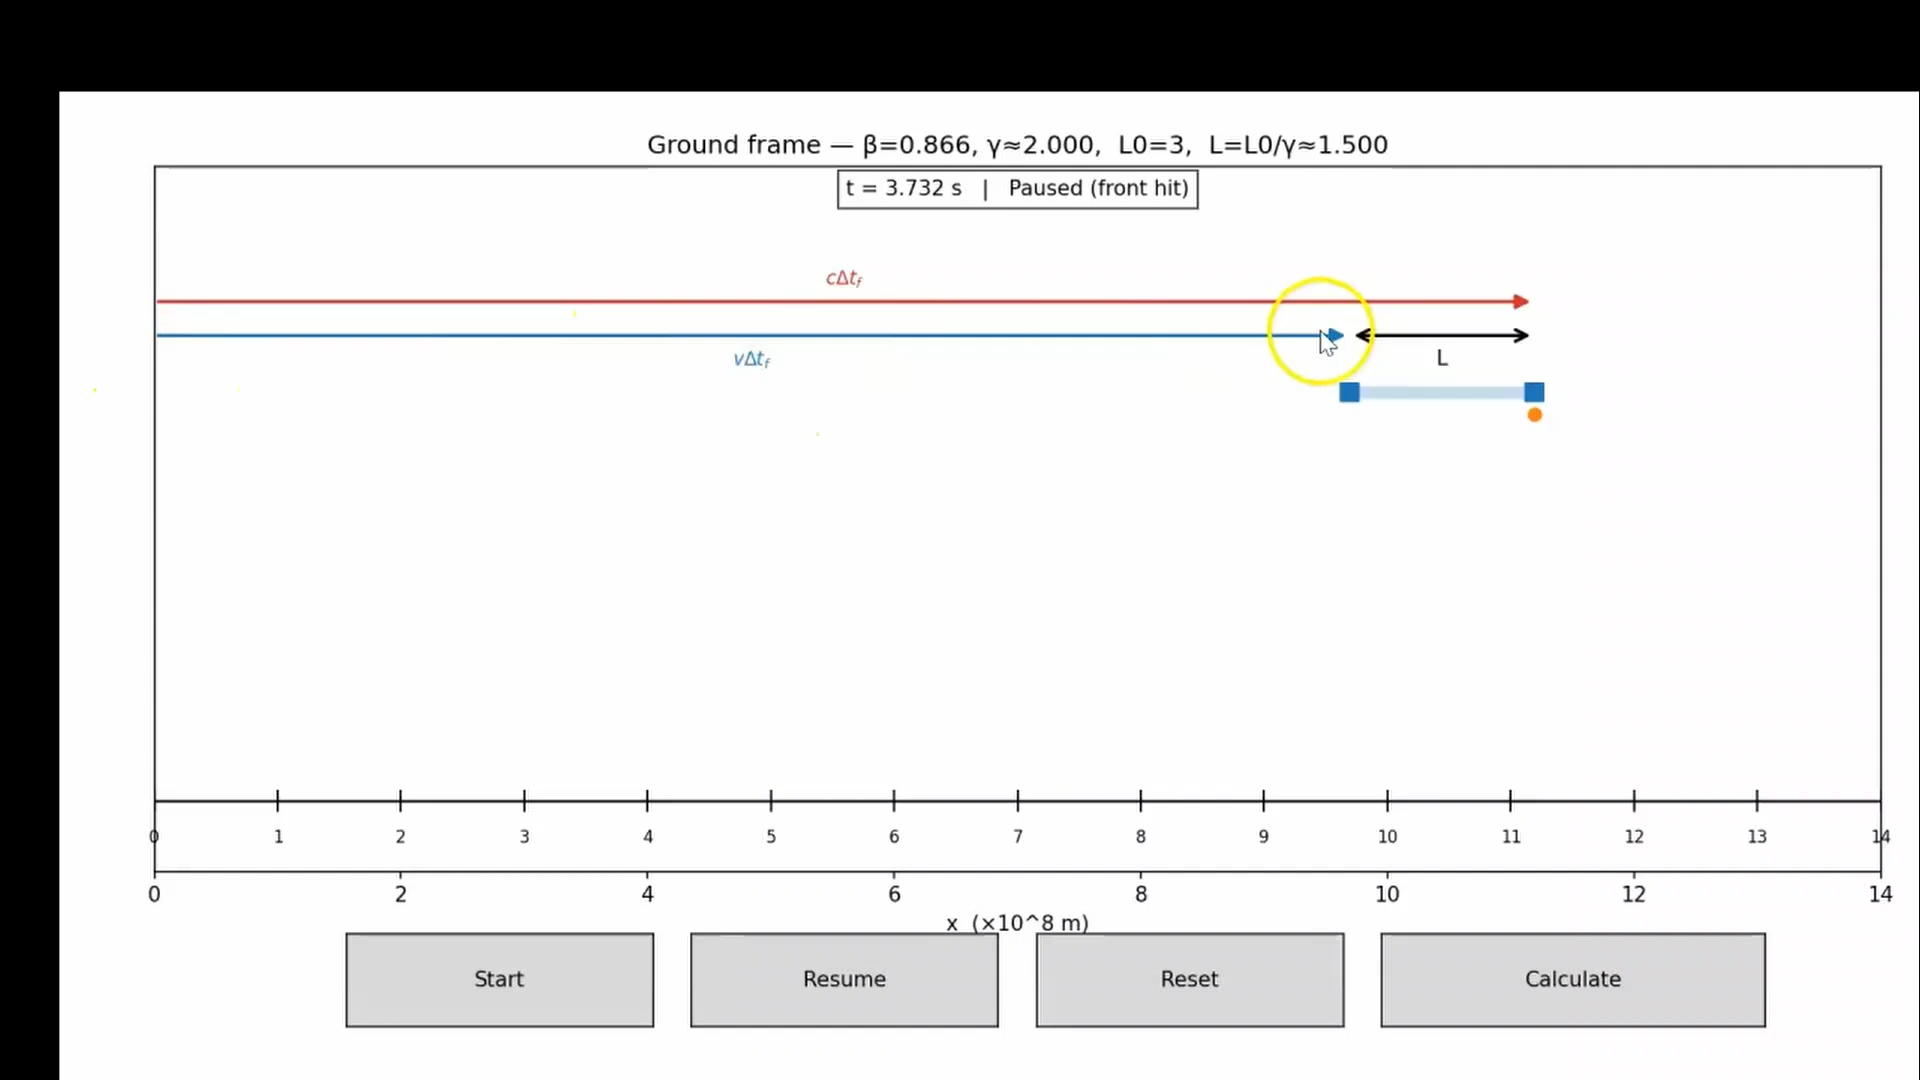 Ground frame — β=0.866, γ≈2.000,  L0=3,  L=L0/γ≈1.500
t = 3.732 s   |   Paused (front hit)
cΔt_f
vΔt_f
L
0 1 2 3 4 5 6 7 8 9 10 11 12 13 14
0 2 4 6 8 10 12 14
x  (×10^8 m)
Start Resume Reset Calculate